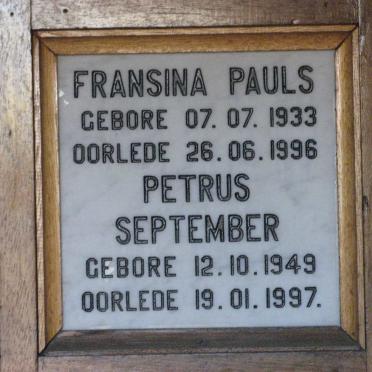 FRANSINA PAULS
GEBORE 07. 07. 1933
OORLEDE 26. 06. 1996
PETRUS
SEPTEMBER
GEBORE 12. 10. 1949
OORLEDE 19. 01. 1997.